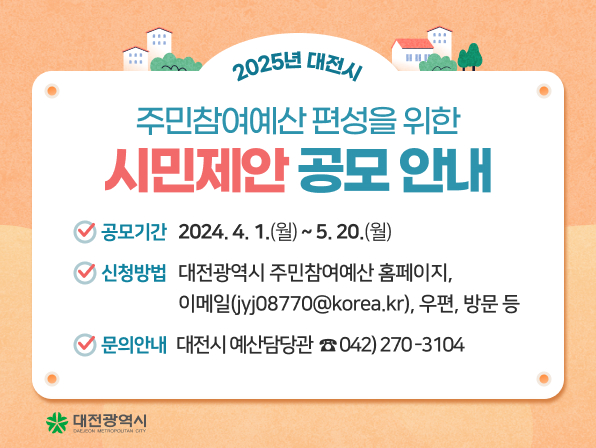 2025년 대전시
주민참여예산 편성을 위한
시민제안 공모 안내
공모기간 2024. 4. 1.(월) ~ 5. 20.(월)
신청방법 대전광역시 주민참여예산 홈페이지,
이메일(jyj08770@korea.kr), 우편, 방문 등
문의안내 대전시 예산담당관 ☎ 042) 270-3104
대전광역시
DAEJEON METROPOLITAN CITY